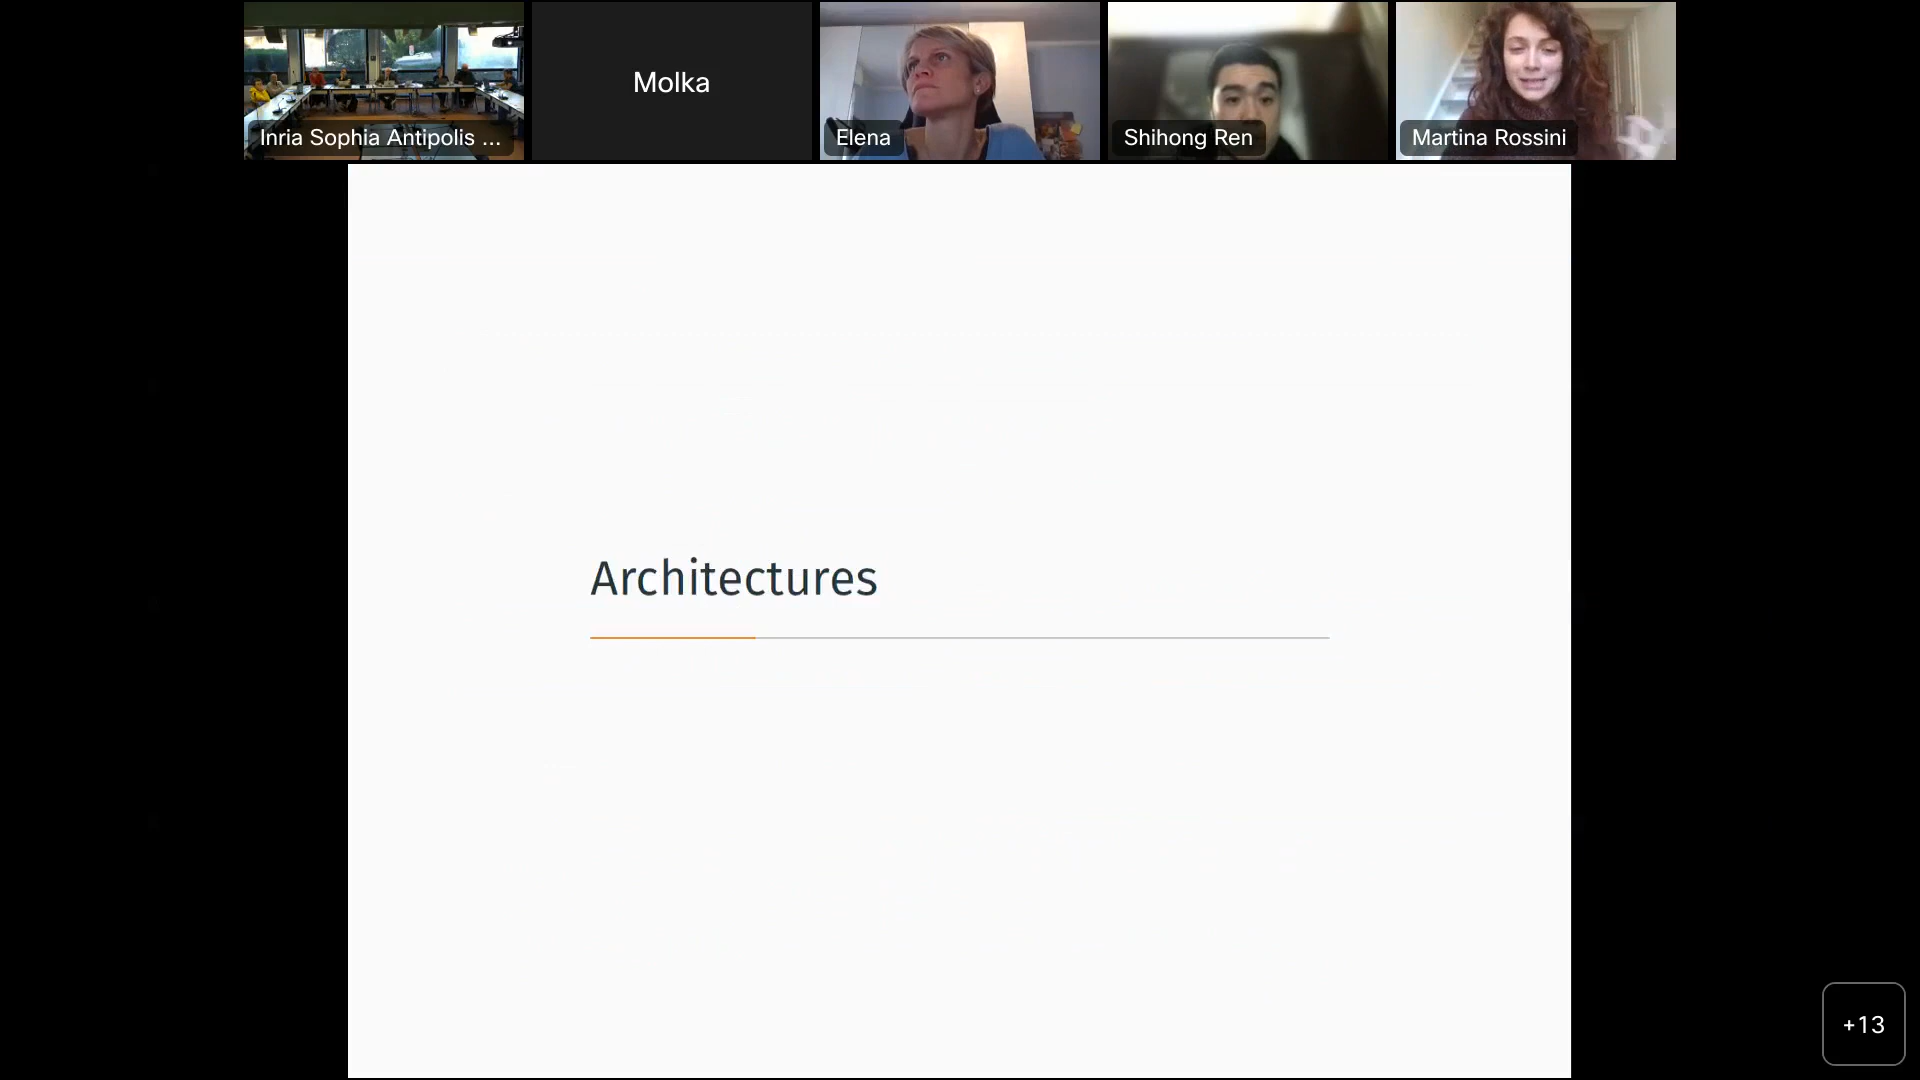 Inria Sophia Antipolis ...
Molka
Elena
Shihong Ren
Martina Rossini
Architectures
+13